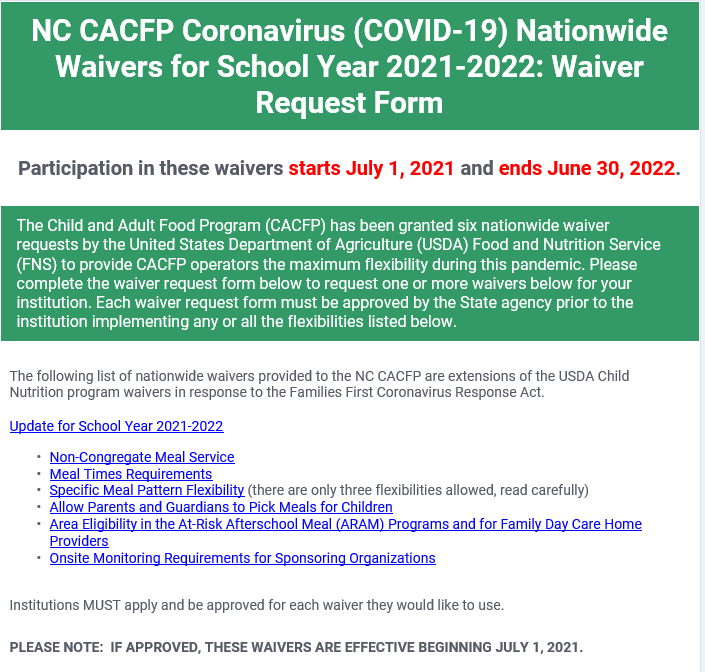 NC CACFP Coronavirus (COVID-19) Nationwide
Waivers for School Year 2021-2022: Waiver
Request Form
Participation in these waivers starts July 1, 2021 and ends June 30, 2022.
The Child and Adult Food Program (CACFP) has been granted six nationwide waiver
requests by the United States Department of Agriculture (USDA) Food and Nutrition Service
(FNS) to provide CACFP operators the maximum flexibility during this pandemic. Please
complete the waiver request form below to request one or more waivers below for your
institution. Each waiver request form must be approved by the State agency prior to the
institution implementing any or all the flexibilities listed below.
The following list of nationwide waivers provided to the NC CACFP are extensions of the USDA Child
Nutrition program waivers in response to the Families First Coronavirus Response Act.
Update for School Year 2021-2022
• Non-Congregate Meal Service
• Meal Times Requirements
• Specific Meal Pattern Flexibility (there are only three flexibilities allowed, read carefully)
• Allow Parents and Guardians to Pick Meals for Children
• Area Eligibility in the At-Risk Afterschool Meal (ARAM) Programs and for Family Day Care Home
Providers
• Onsite Monitoring Requirements for Sponsoring Organizations
Institutions MUST apply and be approved for each waiver they would like to use.
PLEASE NOTE:  IF APPROVED, THESE WAIVERS ARE EFFECTIVE BEGINNING JULY 1, 2021.